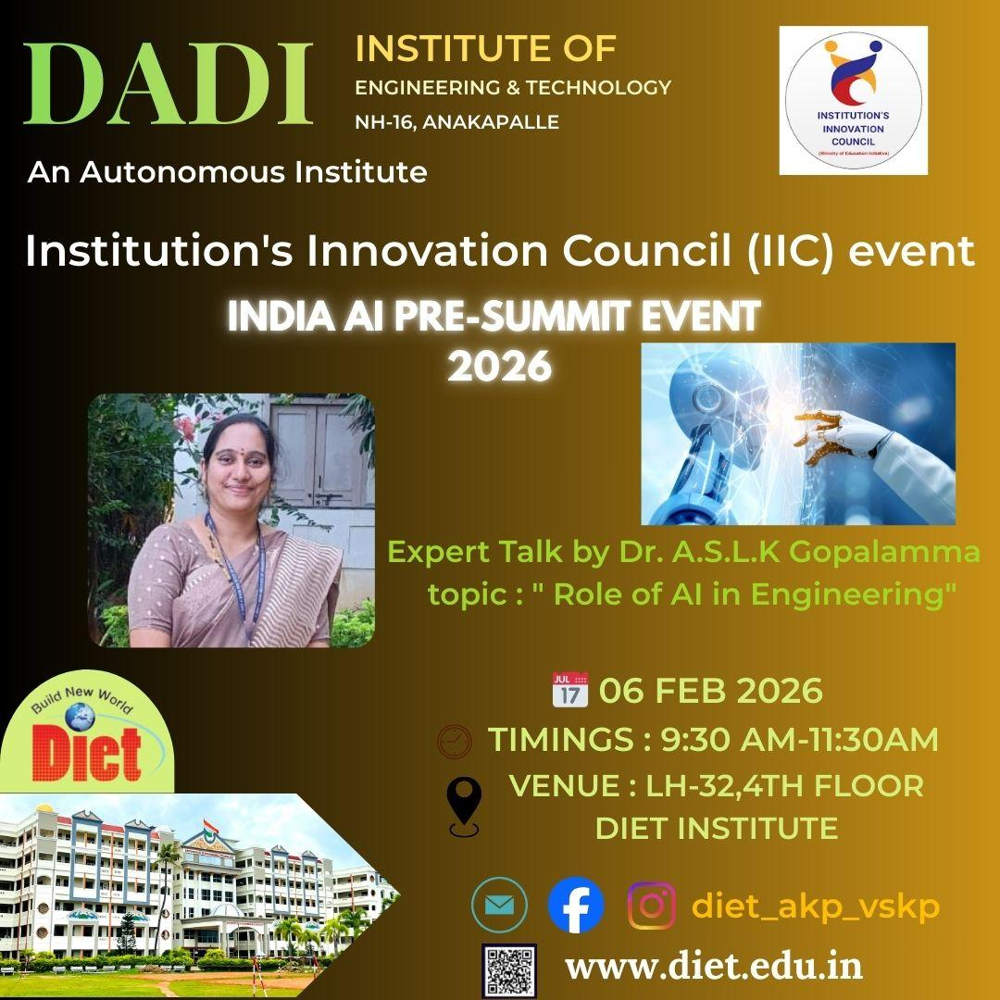 DADI
INSTITUTE OF
ENGINEERING & TECHNOLOGY
NH-16, ANAKAPALLE
An Autonomous Institute
INSTITUTION'S
INNOVATION
COUNCIL
(Ministry of Education Initiative)
Institution's Innovation Council (IIC) event
INDIA AI PRE-SUMMIT EVENT
2026
Expert Talk by Dr. A.S.L.K Gopalamma
topic : " Role of AI in Engineering"
JUL
17
06 FEB 2026
TIMINGS : 9:30 AM-11:30AM
VENUE : LH-32,4TH FLOOR
DIET INSTITUTE
Build New World
Diet
diet_akp_vskp
www.diet.edu.in